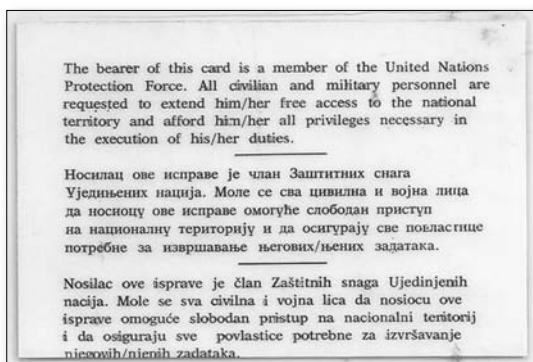 The bearer of this card is a member of the United Nations
Protection Force. All civilian and military personnel are
requested to extend him/her free access to the national
territory and afford him/her all privileges necessary in
the execution of his/her duties.
Носилац ове исправе је члан Заштитних снага
Уједињених нација. Моле се сва цивилна и војна лица
да носиоцу ове исправе омогуће слободан приступ
на националну територију и да осигурају све повластице
потребне за извршавање његових/њених задатака.
Nosilac ove isprave je član Zaštitnih snaga Ujedinjenih
nacija. Mole se sva civilna i vojna lica da nosiocu ove
isprave omoguće slobodan pristup na nacionalni teritorij
i da osiguraju sve povlastice potrebne za izvršavanje
njegovih/njenih zadataka.